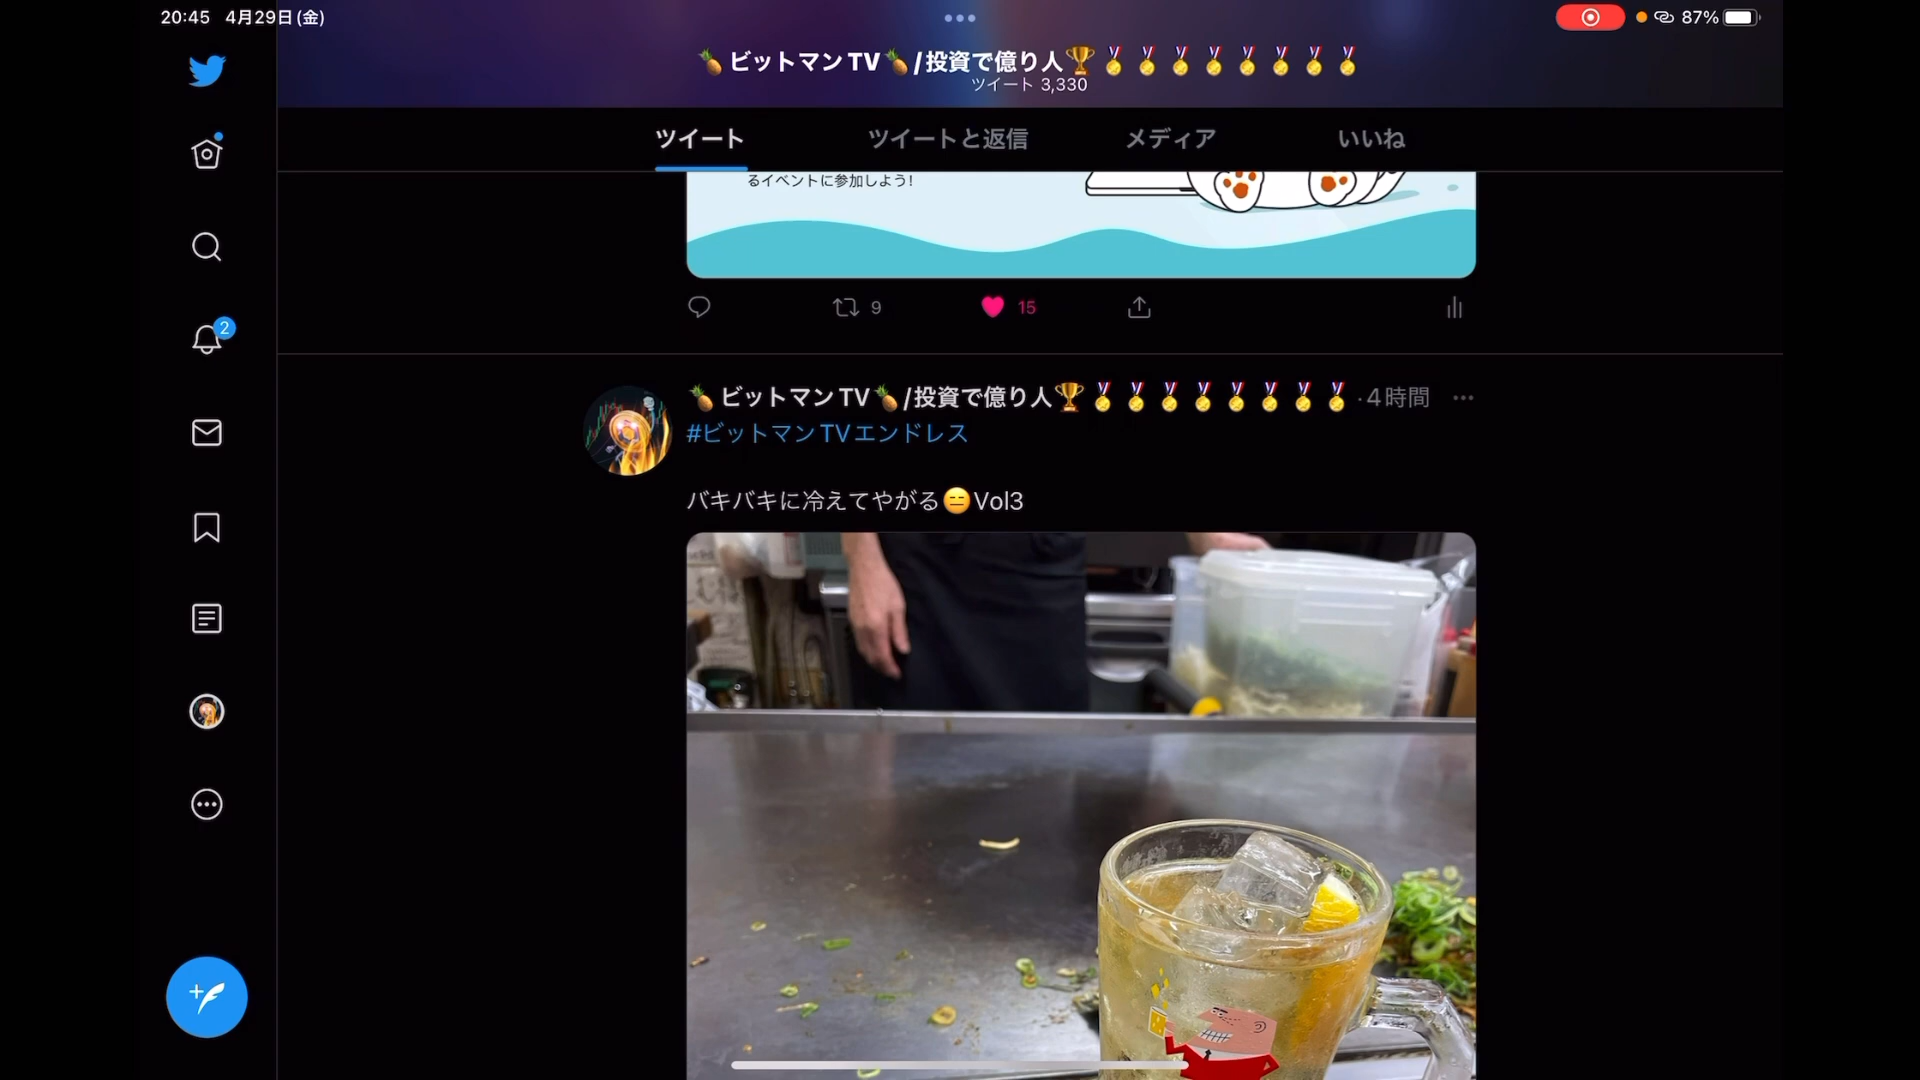 20:45 4月29日(金)
87%
🍍ビットマンTV🍍/投資で億り人🏆🏅🏅🏅🏅🏅🏅🏅🏅
ツイート 3,330
ツイート ツイートと返信 メディア いいね
るイベントに参加しよう!
9 15
2
🍍ビットマンTV🍍/投資で億り人🏆🏅🏅🏅🏅🏅🏅🏅🏅 ·4時間
#ビットマンTVエンドレス
バキバキに冷えてやがる😑Vol3